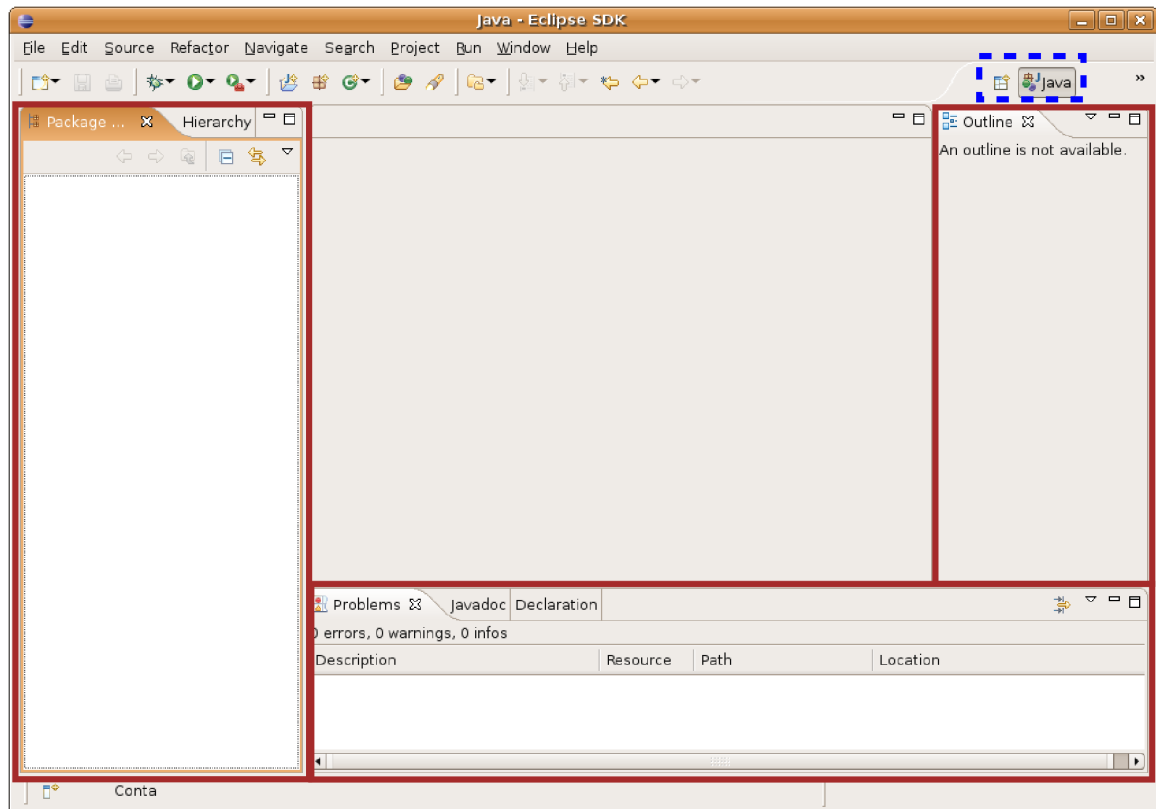 Java - Eclipse SDK
File Edit Source Refactor Navigate Search Project Run Window Help
Java »
Package ... Hierarchy
Outline
An outline is not available.
Problems Javadoc Declaration
0 errors, 0 warnings, 0 infos
Description Resource Path Location
Conta